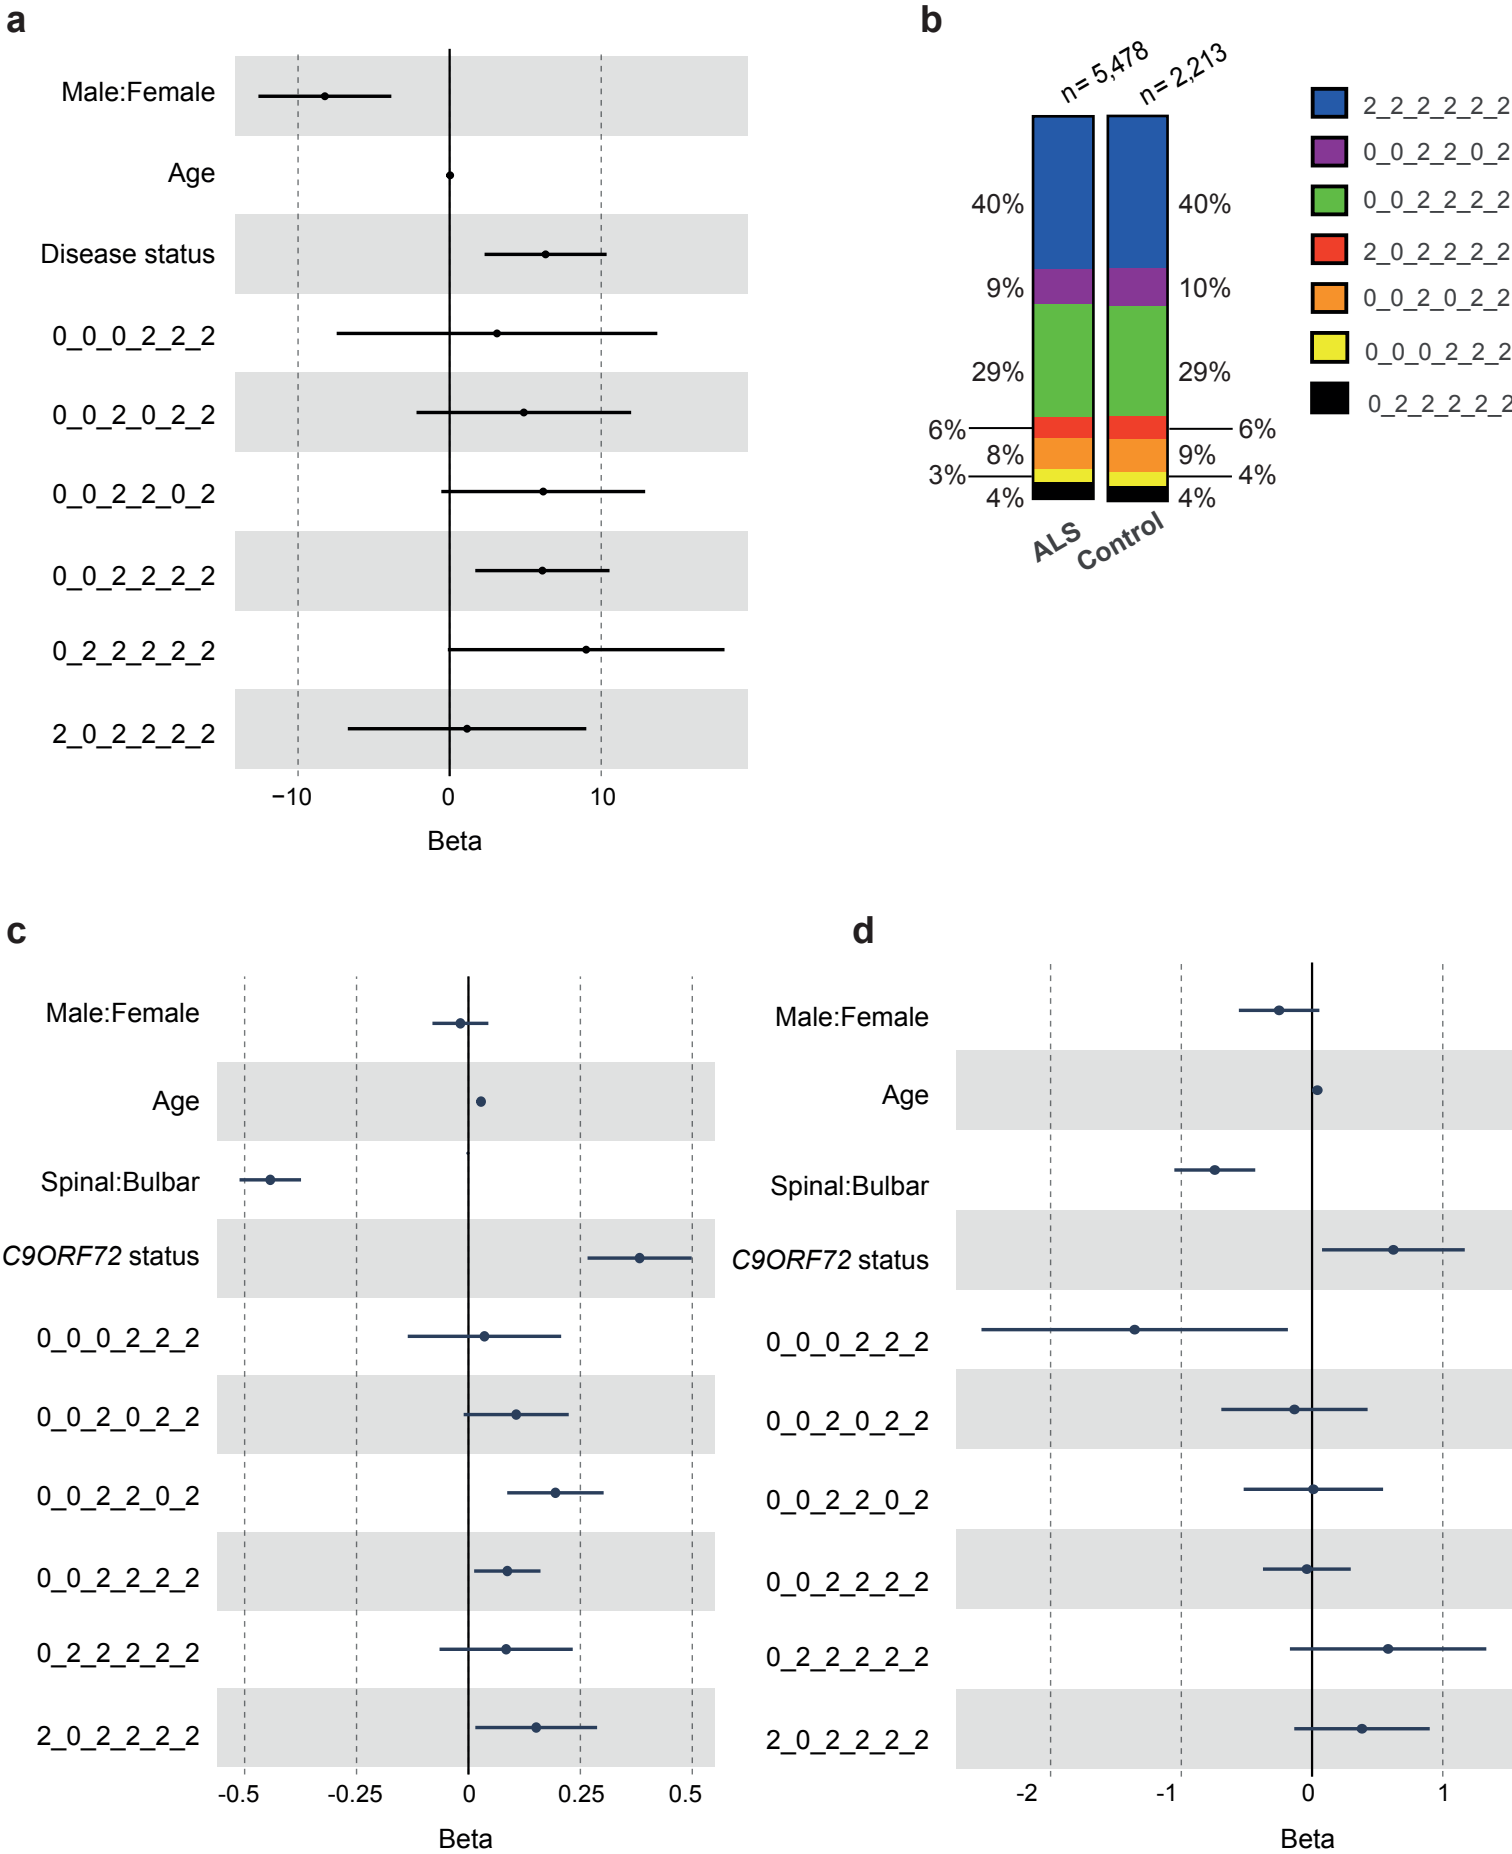 a
Male:Female
Age
Disease status
0_0_0_2_2_2
0_0_2_0_2_2
0_0_2_2_0_2
0_0_2_2_2_2
0_2_2_2_2_2
2_0_2_2_2_2
−10 0 10
Beta
b
n= 5,478
n= 2,213
40% 40%
9% 10%
29% 29%
6% 6%
8% 9%
3% 4%
4% 4%
ALS
Control
2_2_2_2_2_2
0_0_2_2_0_2
0_0_2_2_2_2
2_0_2_2_2_2
0_0_2_0_2_2
0_0_0_2_2_2
0_2_2_2_2_2
c
Male:Female
Age
Spinal:Bulbar
C9ORF72 status
0_0_0_2_2_2
0_0_2_0_2_2
0_0_2_2_0_2
0_0_2_2_2_2
0_2_2_2_2_2
2_0_2_2_2_2
-0.5 -0.25 0 0.25 0.5
Beta
d
Male:Female
Age
Spinal:Bulbar
C9ORF72 status
0_0_0_2_2_2
0_0_2_0_2_2
0_0_2_2_0_2
0_0_2_2_2_2
0_2_2_2_2_2
2_0_2_2_2_2
-2 -1 0 1
Beta